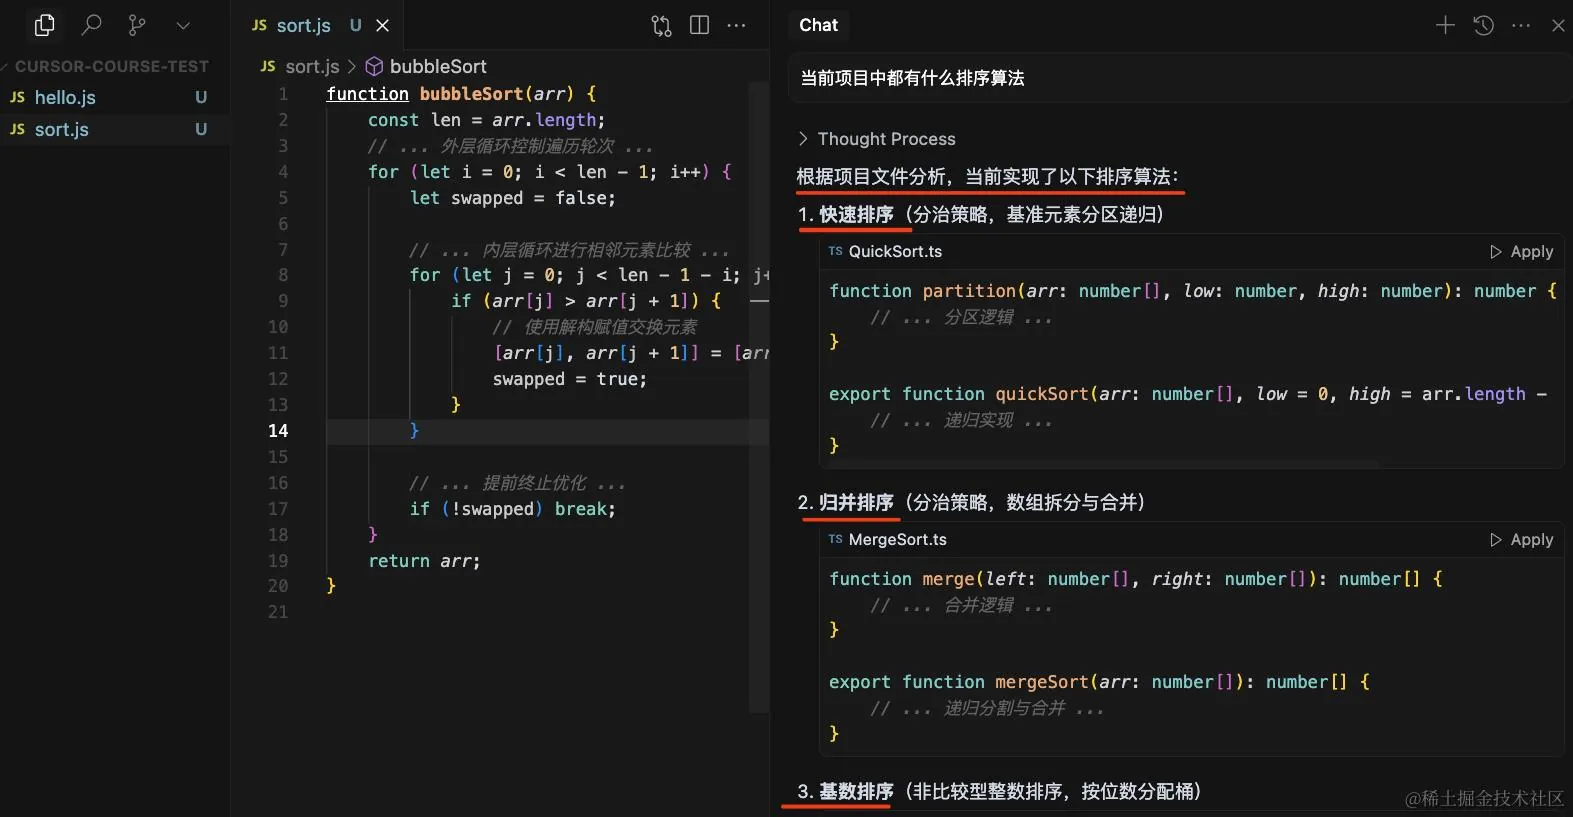 JS sort.js U
Chat
CURSOR-COURSE-TEST
JS hello.js U
JS sort.js U
JS sort.js > bubbleSort
1 function bubbleSort(arr) {
2 const len = arr.length;
3 // ... 外层循环控制遍历轮次 ...
4 for (let i = 0; i < len - 1; i++) {
5 let swapped = false;
6
7 // ... 内层循环进行相邻元素比较 ...
8 for (let j = 0; j < len - 1 - i; j+
9 if (arr[j] > arr[j + 1]) {
10 // 使用解构赋值交换元素
11 [arr[j], arr[j + 1]] = [arr
12 swapped = true;
13 }
14 }
15
16 // ... 提前终止优化 ...
17 if (!swapped) break;
18 }
19 return arr;
20 }
21
当前项目中都有什么排序算法
> Thought Process
根据项目文件分析，当前实现了以下排序算法：
1. 快速排序（分治策略，基准元素分区递归）
TS QuickSort.ts Apply
function partition(arr: number[], low: number, high: number): number {
// ... 分区逻辑 ...
}
export function quickSort(arr: number[], low = 0, high = arr.length -
// ... 递归实现 ...
}
2. 归并排序（分治策略，数组拆分与合并）
TS MergeSort.ts Apply
function merge(left: number[], right: number[]): number[] {
// ... 合并逻辑 ...
}
export function mergeSort(arr: number[]): number[] {
// ... 递归分割与合并 ...
}
3. 基数排序（非比较型整数排序，按位数分配桶）
@稀土掘金技术社区